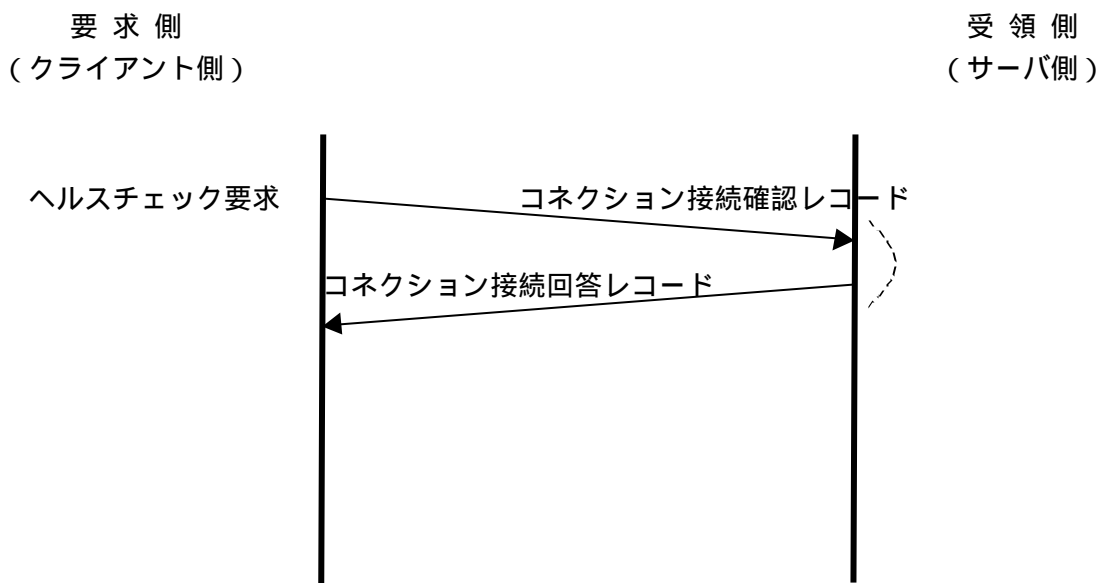 要 求 側
受 領 側
(クライアント側)
(サーバ側)
ヘルスチェック要求
コネクション接続確認レコード
コネクション接続回答レコード